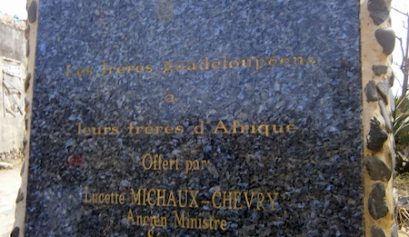 Les frères guadeloupéens
à
leurs frères d'Afrique
Offert par
Lucette MICHAUX-CHEVRY
Ancien Ministre